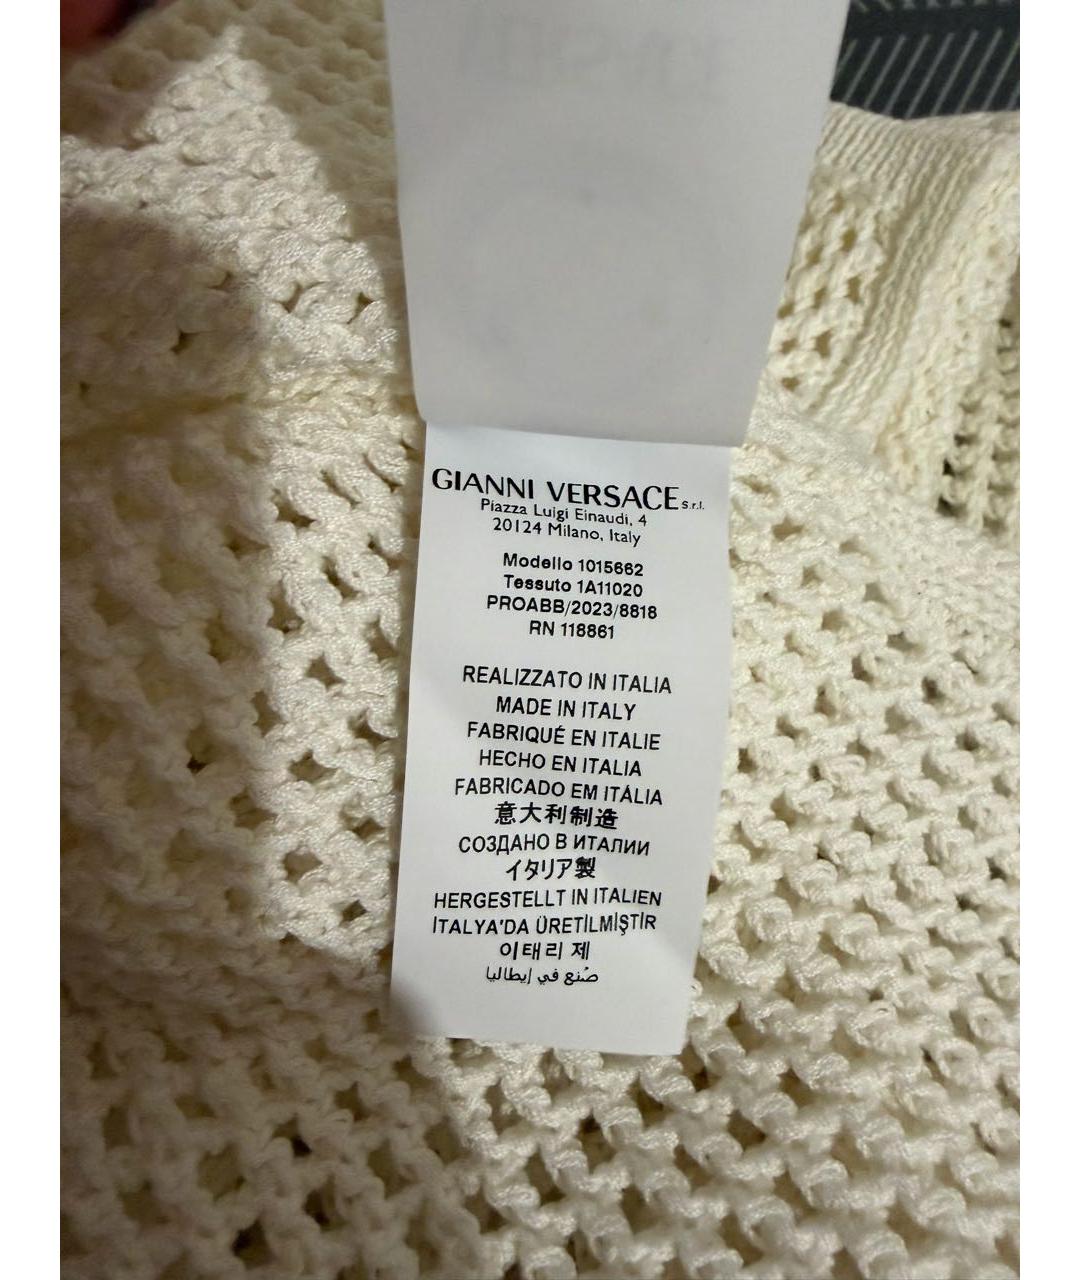 GIANNI VERSACE s.r.l.
Piazza Luigi Einaudi, 4
20124 Milano, Italy
Modello 1015662
Tessuto 1A11020
PROABB/2023/8818
RN 118861
REALIZZATO IN ITALIA
MADE IN ITALY
FABRIQUÉ EN ITALIE
HECHO EN ITALIA
FABRICADO EM ITÁLIA
意大利制造
СОЗДАНО В ИТАЛИИ
イタリア製
HERGESTELLT IN ITALIEN
İTALYA'DA ÜRETİLMİŞTİR
이태리 제
صُنع في إيطاليا